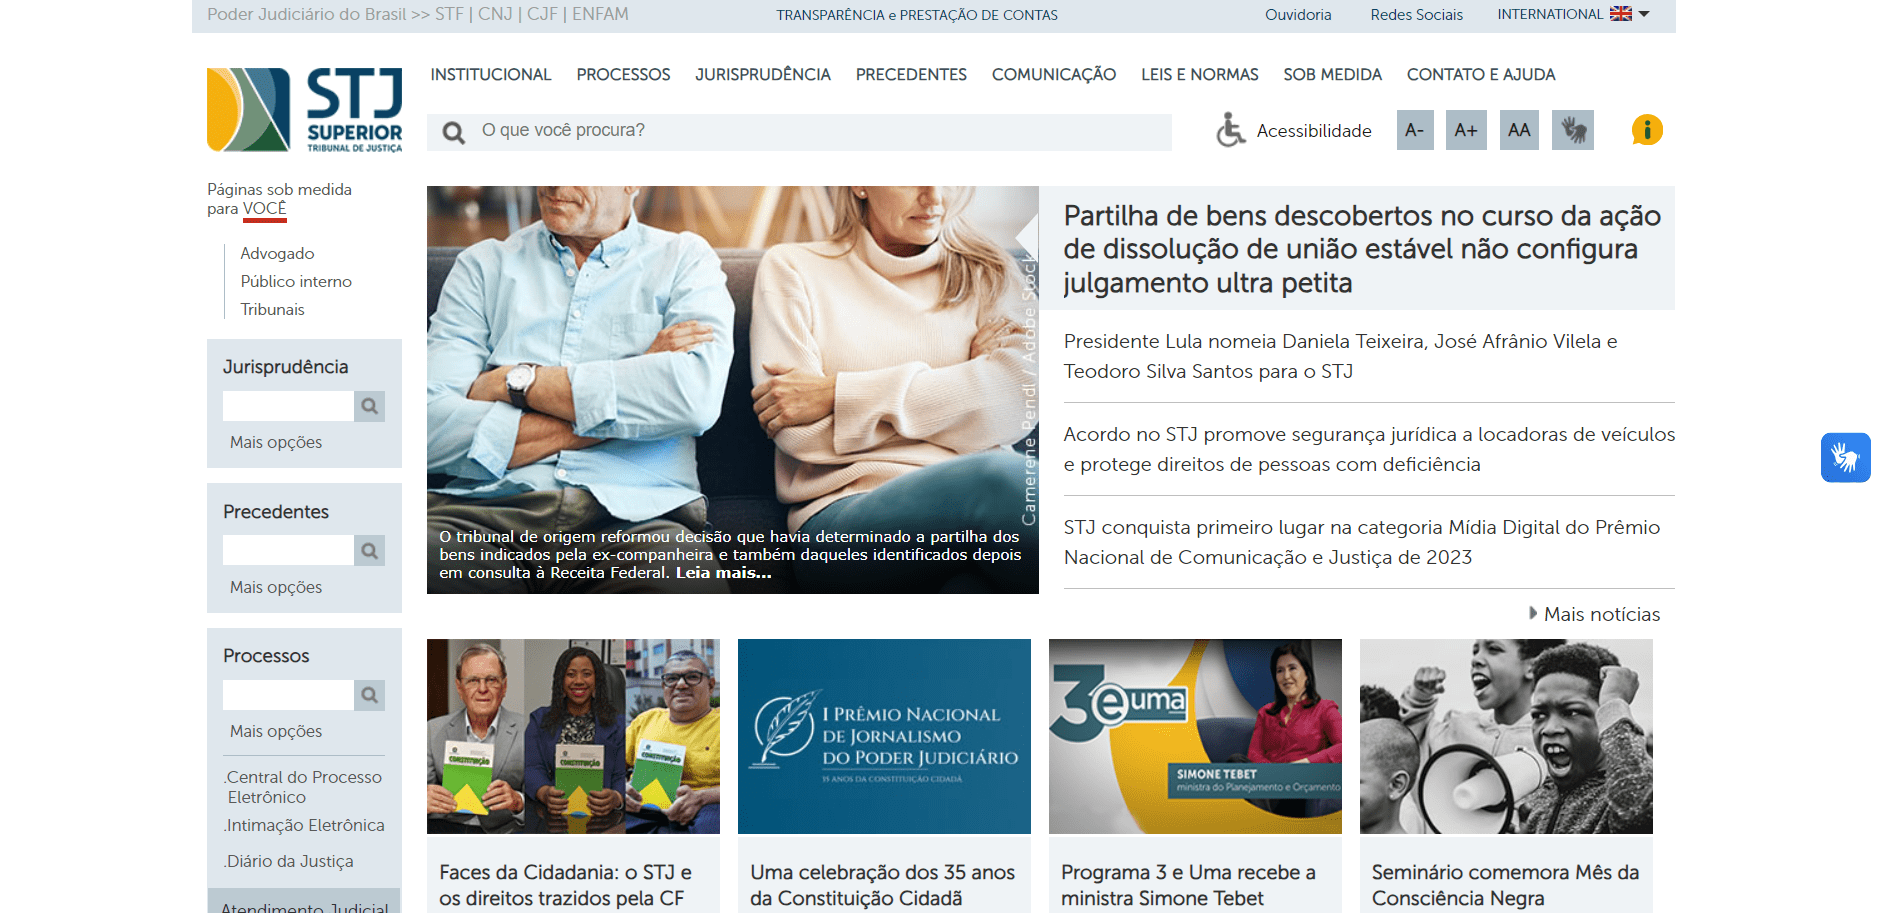 Poder Judiciário do Brasil >> STF | CNJ | CJF | ENFAM
TRANSPARÊNCIA e PRESTAÇÃO DE CONTAS
Ouvidoria
Redes Sociais
INTERNATIONAL
STJ
SUPERIOR
TRIBUNAL DE JUSTIÇA
INSTITUCIONAL
PROCESSOS
JURISPRUDÊNCIA
PRECEDENTES
COMUNICAÇÃO
LEIS E NORMAS
SOB MEDIDA
CONTATO E AJUDA
O que você procura?
Acessibilidade
A-
A+
AA
i
Páginas sob medida
para VOCÊ
Advogado
Público interno
Tribunais
Jurisprudência
Mais opções
Precedentes
Mais opções
Processos
Mais opções
.Central do Processo
Eletrônico
.Intimação Eletrônica
.Diário da Justiça
Atendimento Judicial
Camerene Pendl / Adobe Stock
O tribunal de origem reformou decisão que havia determinado a partilha dos
bens indicados pela ex-companheira e também daqueles identificados depois
em consulta à Receita Federal. Leia mais...
Partilha de bens descobertos no curso da ação
de dissolução de união estável não configura
julgamento ultra petita
Presidente Lula nomeia Daniela Teixeira, José Afrânio Vilela e
Teodoro Silva Santos para o STJ
Acordo no STJ promove segurança jurídica a locadoras de veículos
e protege direitos de pessoas com deficiência
STJ conquista primeiro lugar na categoria Mídia Digital do Prêmio
Nacional de Comunicação e Justiça de 2023
Mais notícias
CONSTITUIÇÃO
CONSTITUIÇÃO
CONSTITUIÇÃO
Faces da Cidadania: o STJ e
os direitos trazidos pela CF
I PRÊMIO NACIONAL
DE JORNALISMO
DO PODER JUDICIÁRIO
35 ANOS DA CONSTITUIÇÃO CIDADÃ
Uma celebração dos 35 anos
da Constituição Cidadã
3 e uma
SIMONE TEBET
ministra do Planejamento e Orçamento
Programa 3 e Uma recebe a
ministra Simone Tebet
Seminário comemora Mês da
Consciência Negra